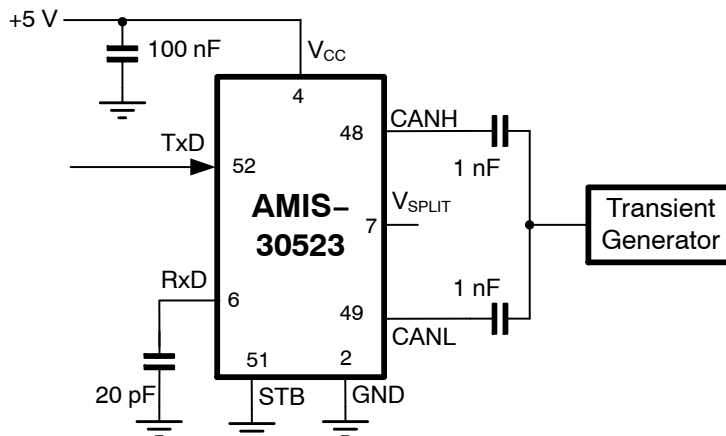 +5 V
100 nF
VCC
4
CANH
48
1 nF
TxD
52
AMIS–
30523
VSPLIT
7
Transient
Generator
RxD
6
1 nF
49
CANL
20 pF
51
STB
2
GND